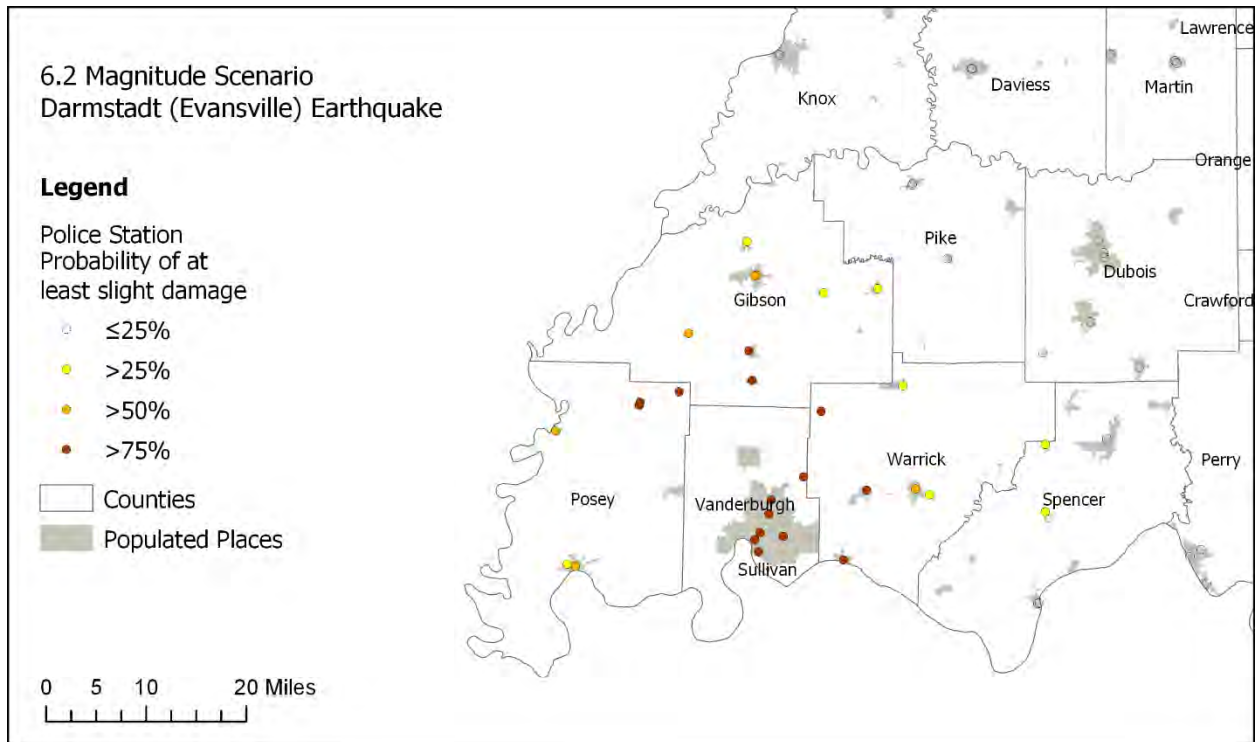 6.2 Magnitude Scenario
Darmstadt (Evansville) Earthquake
Legend
Police Station
Probability of at
least slight damage
≤25%
>25%
>50%
>75%
Counties
Populated Places
0 5 10 20 Miles
Lawrence
Knox
Daviess
Martin
Orange
Pike
Dubois
Gibson
Crawford
Warrick
Perry
Posey
Vanderburgh
Spencer
Sullivan